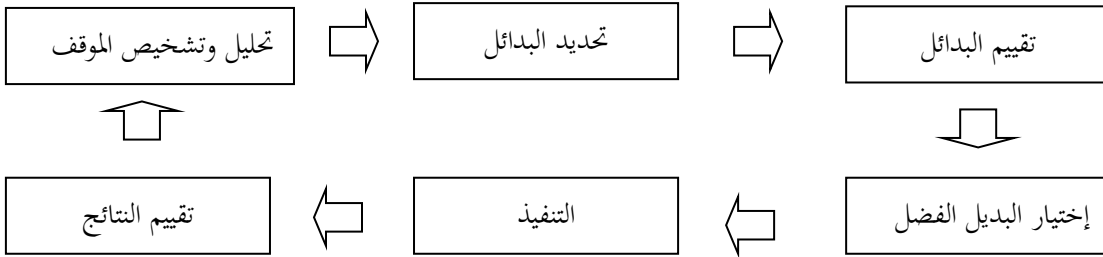 تحليل وتشخيص الموقف
تحديد البدائل
تقييم البدائل
إختيار البديل الفضل
التنفيذ
تقييم النتائج